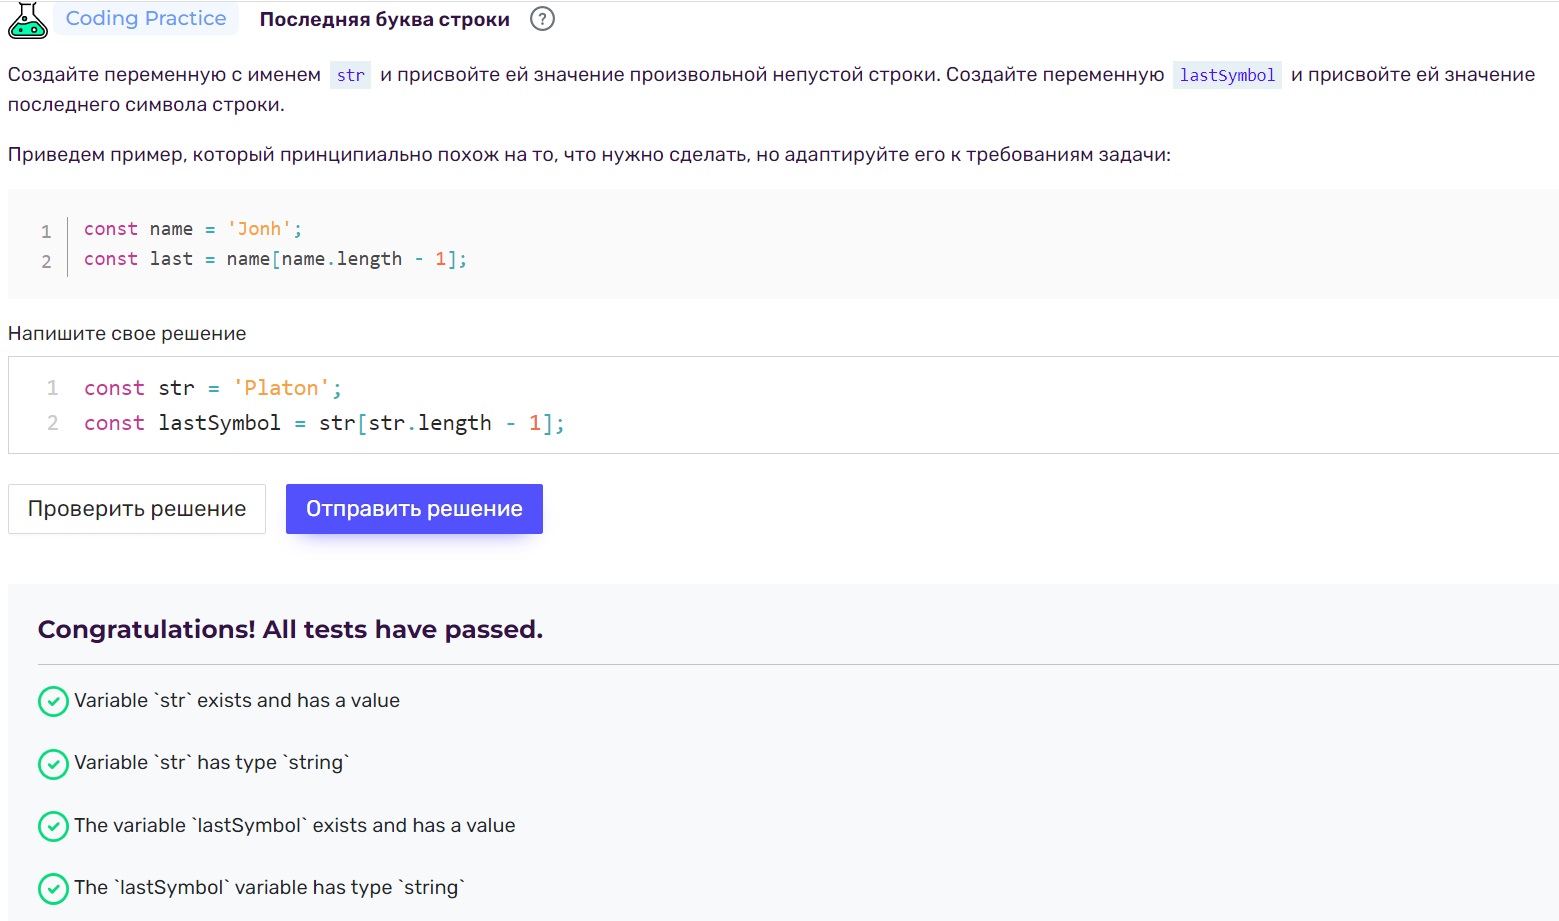 Coding Practice Последняя буква строки ?
Создайте переменную с именем str и присвойте ей значение произвольной непустой строки. Создайте переменную lastSymbol и присвойте ей значение
последнего символа строки.
Приведем пример, который принципиально похож на то, что нужно сделать, но адаптируйте его к требованиям задачи:
1 const name = 'Jonh';
2 const last = name[name.length - 1];
Напишите свое решение
1 const str = 'Platon';
2 const lastSymbol = str[str.length - 1];
Проверить решение Отправить решение
Congratulations! All tests have passed.
Variable `str` exists and has a value
Variable `str` has type `string`
The variable `lastSymbol` exists and has a value
The `lastSymbol` variable has type `string`